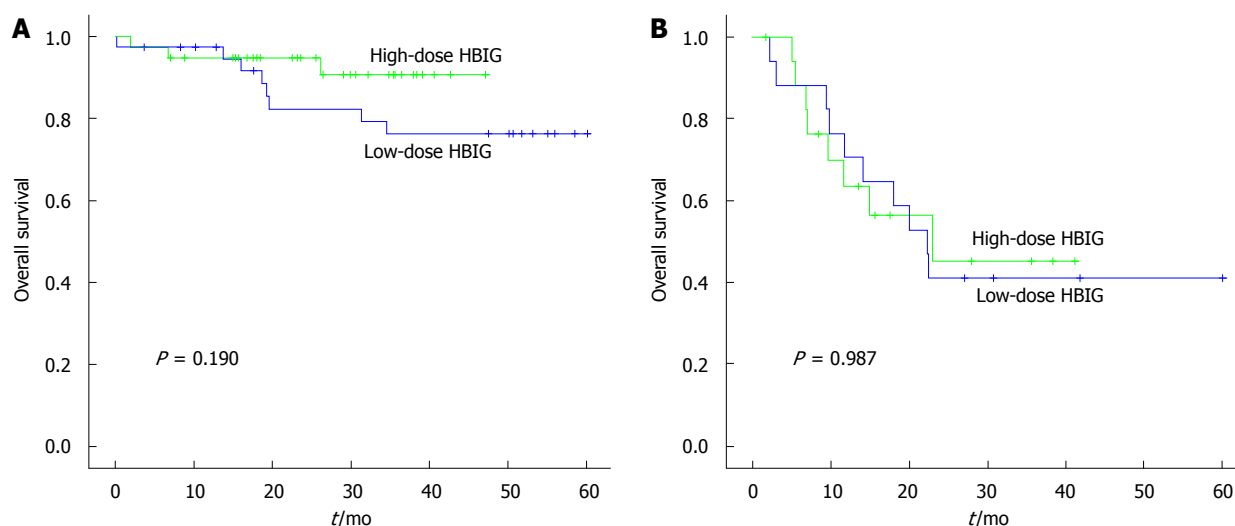 A
Overall survival
1.0
0.8
0.6
0.4
0.2
0.0
High-dose HBIG
Low-dose HBIG
P = 0.190
0 10 20 30 40 50 60
t/mo
B
Overall survival
1.0
0.8
0.6
0.4
0.2
0.0
High-dose HBIG
Low-dose HBIG
P = 0.987
0 10 20 30 40 50 60
t/mo